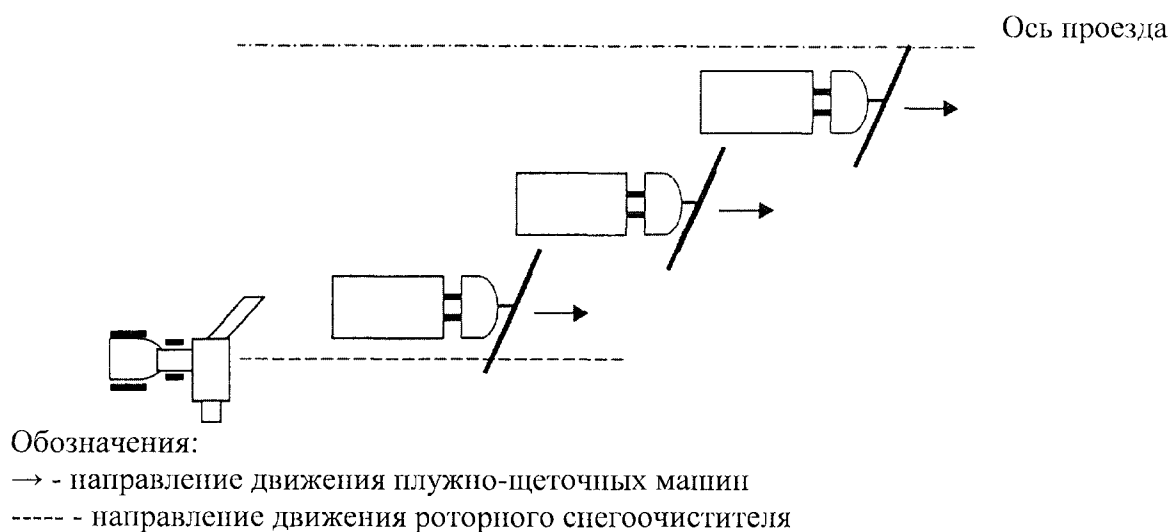 Ось проезда
Обозначения:
→ - направление движения плужно-щеточных машин
----- - направление движения роторного снегоочистителя